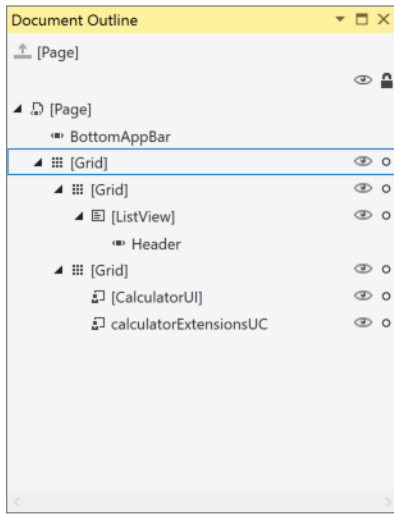 Document Outline
[Page]
[Page]
BottomAppBar
[Grid]
[Grid]
[ListView]
Header
[Grid]
[CalculatorUI]
calculatorExtensionsUC